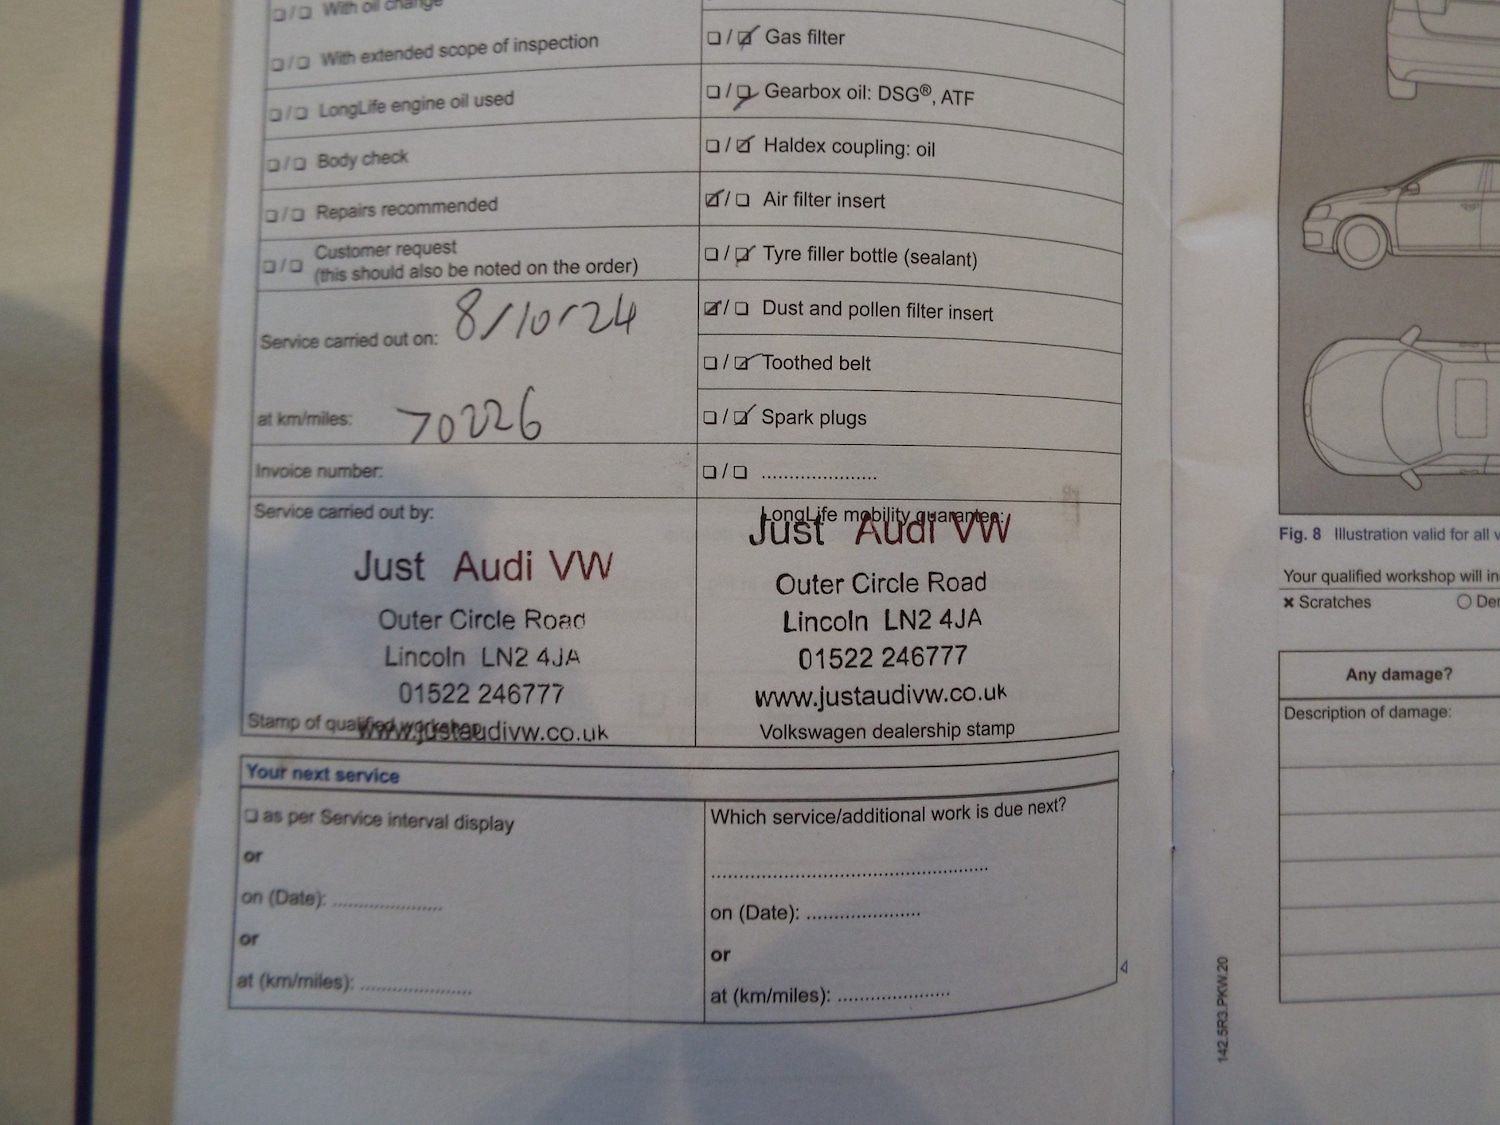 With oil change
With extended scope of inspection
LongLife engine oil used
Body check
Repairs recommended
Customer request
(this should also be noted on the order)
Service carried out on: 8/10/24
at km/miles: 70226
Invoice number:
Service carried out by:
Just Audi VW
Outer Circle Road
Lincoln LN2 4JA
01522 246777
www.justaudivw.co.uk
Stamp of qualified workshop
/ Gas filter
/ Gearbox oil: DSG®, ATF
/ Haldex coupling: oil
/ Air filter insert
/ Tyre filler bottle (sealant)
/ Dust and pollen filter insert
/ Toothed belt
/ Spark plugs
/ .....................
LongLife mobility guarantee:
Just Audi VW
Outer Circle Road
Lincoln LN2 4JA
01522 246777
www.justaudivw.co.uk
Volkswagen dealership stamp
Your next service
as per Service interval display
or
on (Date): ....................
or
at (km/miles): ....................
Which service/additional work is due next?
..................................................
on (Date): .....................
or
at (km/miles): .....................
142.5R3.PKW.20
Fig. 8 Illustration valid for all v
Your qualified workshop will in
× Scratches
Any damage?
Description of damage: